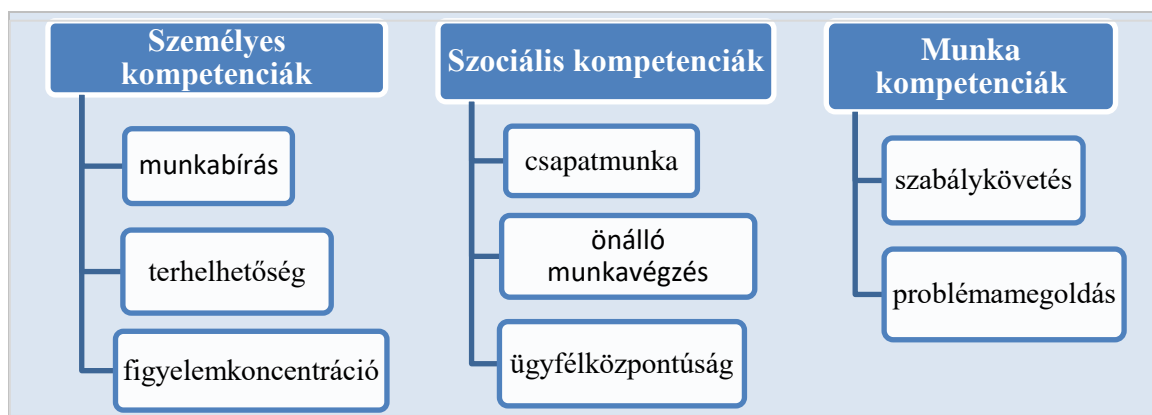 Személyes
kompetenciák
munkabírás
terhelhetőség
figyelemkoncentráció
Szociális kompetenciák
csapatmunka
önálló
munkavégzés
ügyfélközpontúság
Munka
kompetenciák
szabálykövetés
problémamegoldás